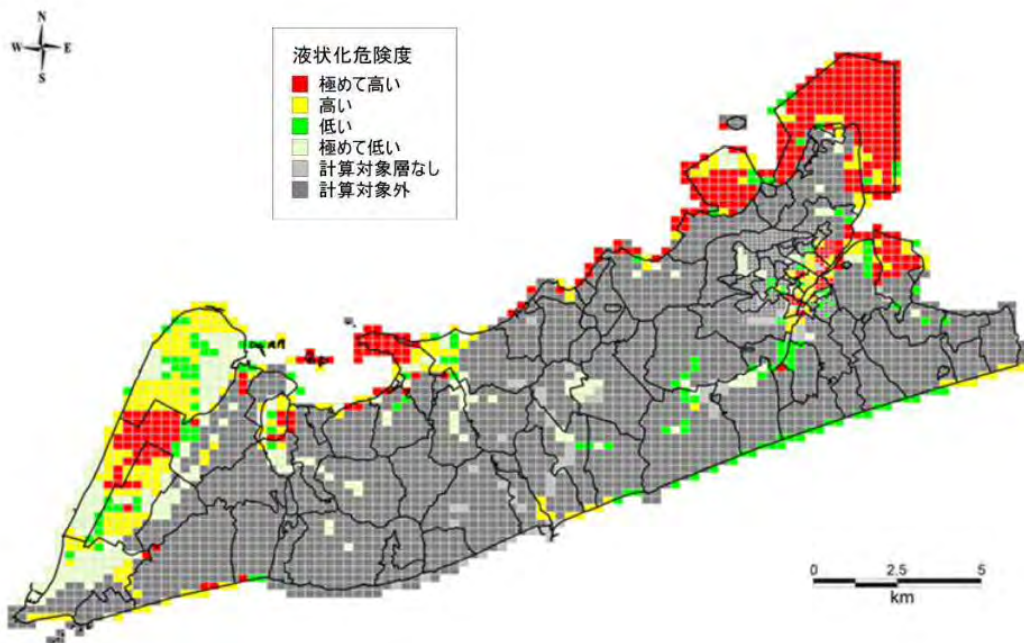 N
W E
S
液状化危険度
極めて高い
高い
低い
極めて低い
計算対象層なし
計算対象外
0 2.5 5
km